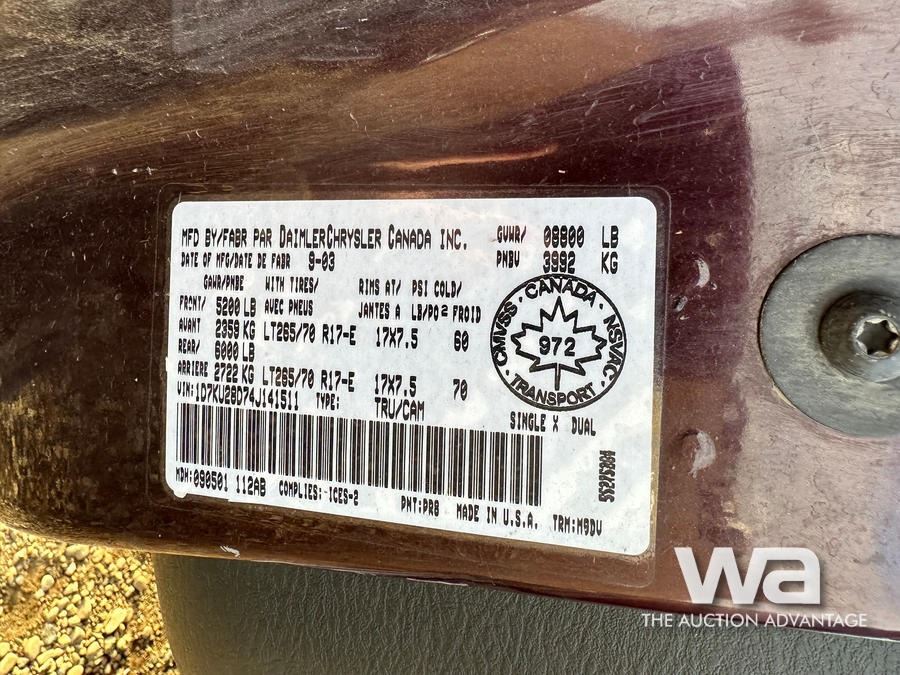 MFD BY/FABR PAR DAIMLERCHRYSLER CANADA INC.
GVWR/ 08800 LB
DATE OF MFG/DATE DE FABR 9-03
PNBV 3992 KG
GAWR/PNBE WITH TIRES/ RIMS AT/ PSI COLD/
FRONT/ 5200 LB AVEC PNEUS JANTES A LB/PO2 FROID
AVANT 2359 KG LT265/70 R17-E 17X7.5 60
REAR/ 6000 LB
ARRIERE 2722 KG LT265/70 R17-E 17X7.5 70
VIN: 1D7KU28D74J141511 TYPE: TRU/CAM
CMVSS · CANADA · NSVAC · TRANSPORT ·
972
SINGLE X DUAL
MDH:090501 112AB COMPLIES:-ICES-2
PNT:PR8 MADE IN U.S.A. TRM:M9DV
wa
THE AUCTION ADVANTAGE